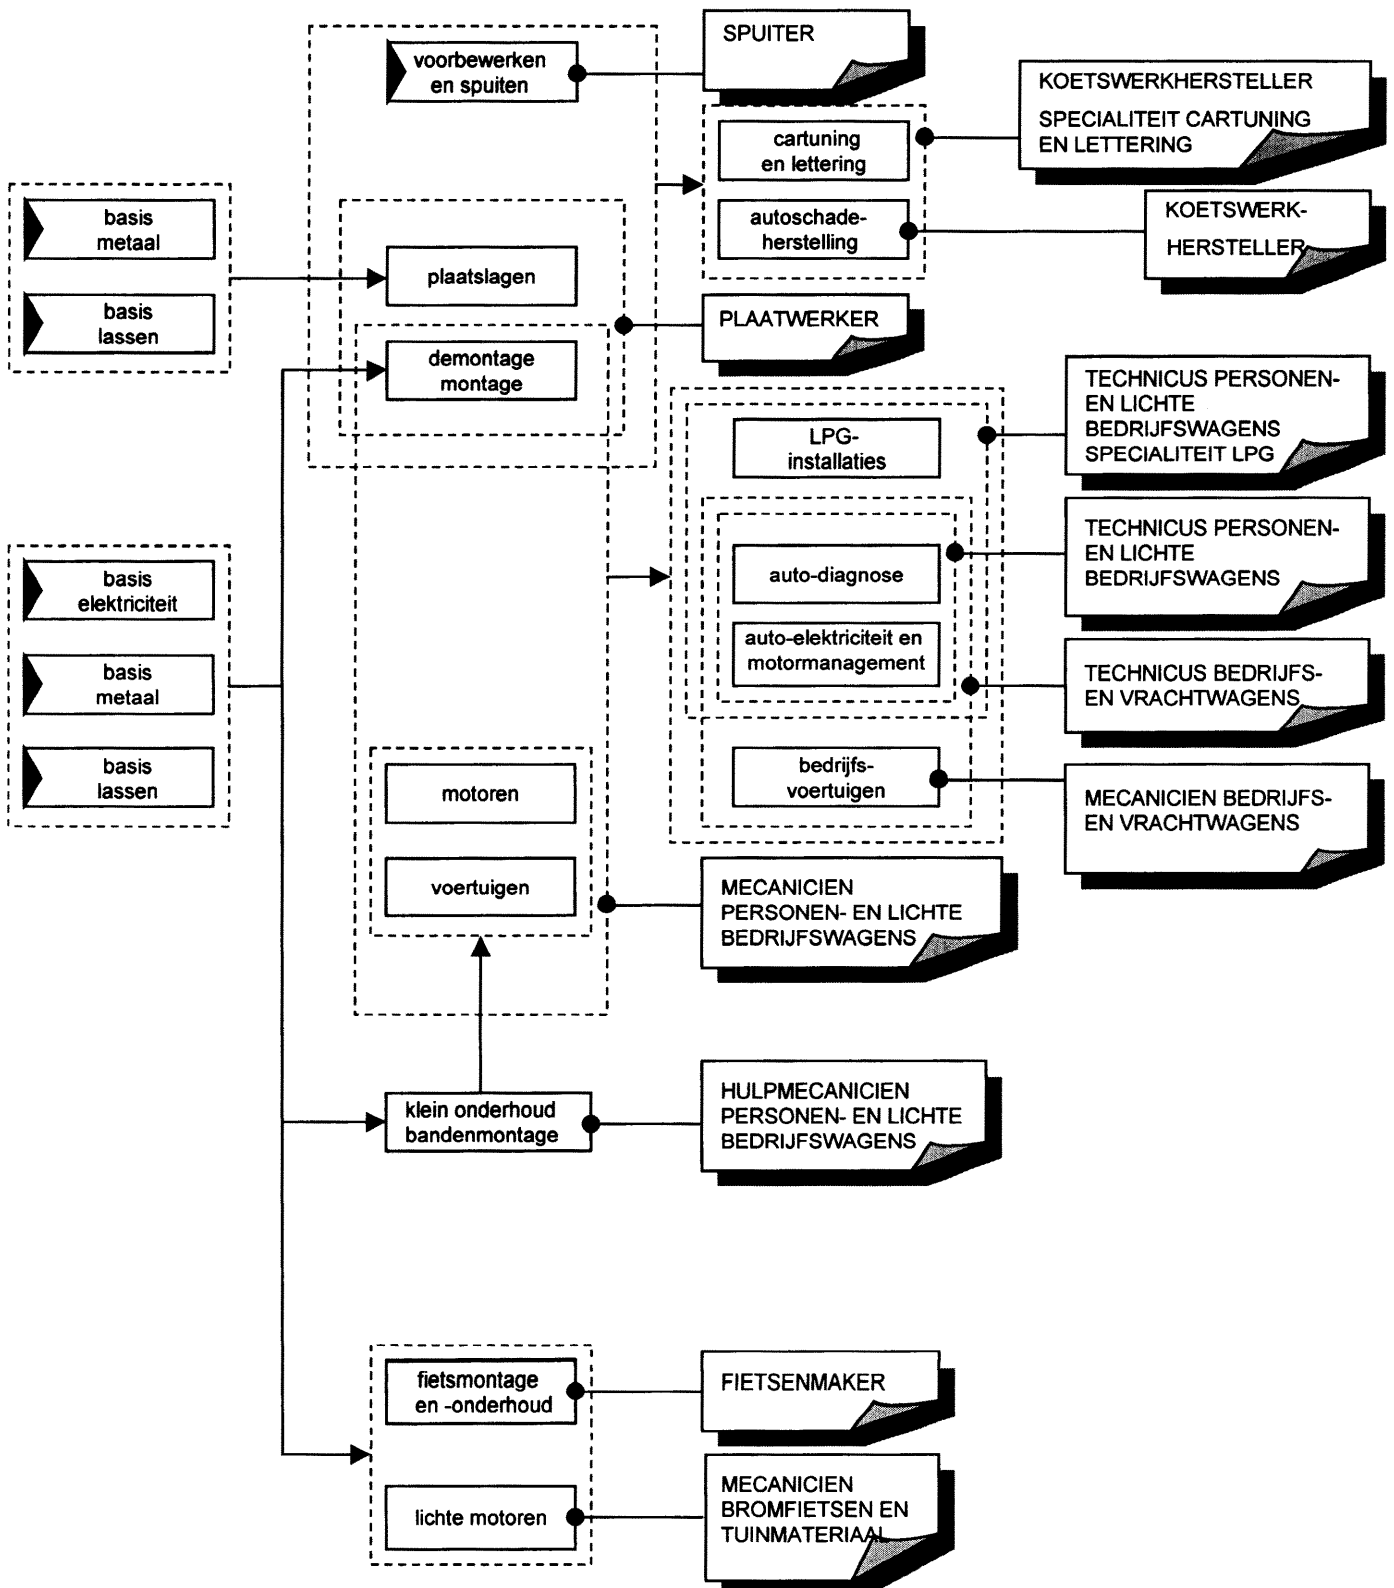 voorbewerken
en spuiten
SPUITER
cartuning
en lettering
KOETSWERKHERSTELLER
SPECIALITEIT CARTUNING
EN LETTERING
autoschade-
herstelling
KOETSWERK-
HERSTELLER
basis
metaal
basis
lassen
plaatslagen
demontage
montage
PLAATWERKER
LPG-
installaties
TECHNICUS PERSONEN-
EN LICHTE
BEDRIJFSWAGENS
SPECIALITEIT LPG
auto-diagnose
TECHNICUS PERSONEN-
EN LICHTE
BEDRIJFSWAGENS
auto-elektriciteit en
motormanagement
TECHNICUS BEDRIJFS-
EN VRACHTWAGENS
basis
elektriciteit
basis
metaal
basis
lassen
motoren
voertuigen
bedrijfs-
voertuigen
MECANICIEN BEDRIJFS-
EN VRACHTWAGENS
MECANICIEN
PERSONEN- EN LICHTE
BEDRIJFSWAGENS
klein onderhoud
bandenmontage
HULPMECANICIEN
PERSONEN- EN LICHTE
BEDRIJFSWAGENS
fietsmontage
en -onderhoud
FIETSENMAKER
lichte motoren
MECANICIEN
BROMFIETSEN EN
TUINMATERIAAL